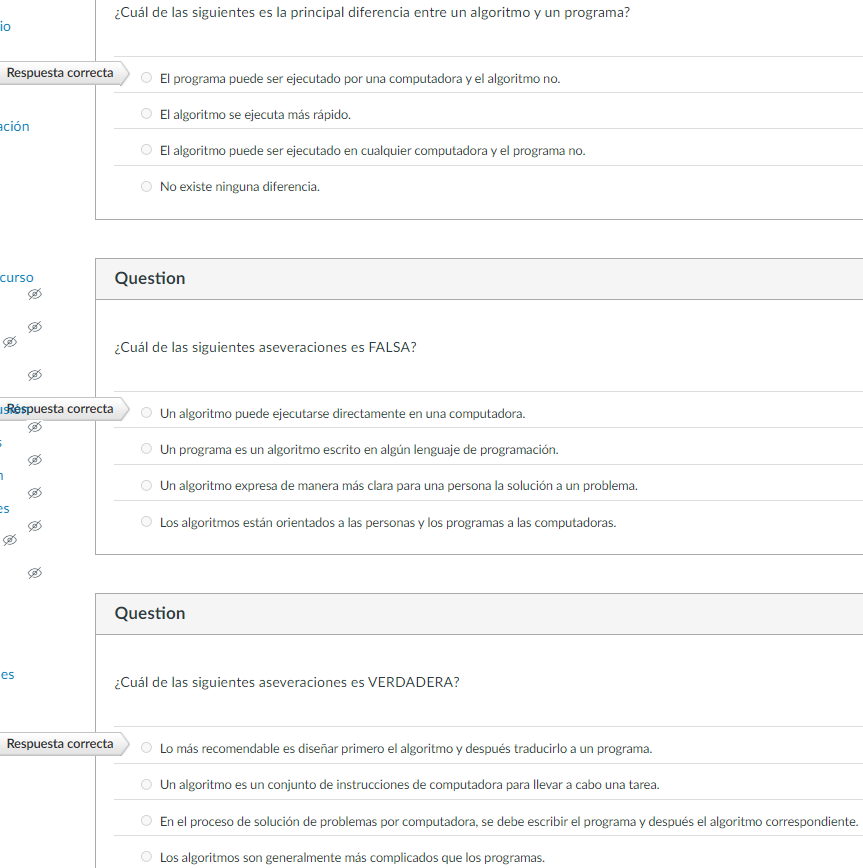 ¿Cuál de las siguientes es la principal diferencia entre un algoritmo y un programa?
io
Respuesta correcta
El programa puede ser ejecutado por una computadora y el algoritmo no.
El algoritmo se ejecuta más rápido.
ación
El algoritmo puede ser ejecutado en cualquier computadora y el programa no.
No existe ninguna diferencia.
curso
Question
¿Cuál de las siguientes aseveraciones es FALSA?
Respuesta correcta
Un algoritmo puede ejecutarse directamente en una computadora.
s
Un programa es un algoritmo escrito en algún lenguaje de programación.
n
Un algoritmo expresa de manera más clara para una persona la solución a un problema.
es
Los algoritmos están orientados a las personas y los programas a las computadoras.
Question
es
¿Cuál de las siguientes aseveraciones es VERDADERA?
Respuesta correcta
Lo más recomendable es diseñar primero el algoritmo y después traducirlo a un programa.
Un algoritmo es un conjunto de instrucciones de computadora para llevar a cabo una tarea.
En el proceso de solución de problemas por computadora, se debe escribir el programa y después el algoritmo correspondiente.
Los algoritmos son generalmente más complicados que los programas.